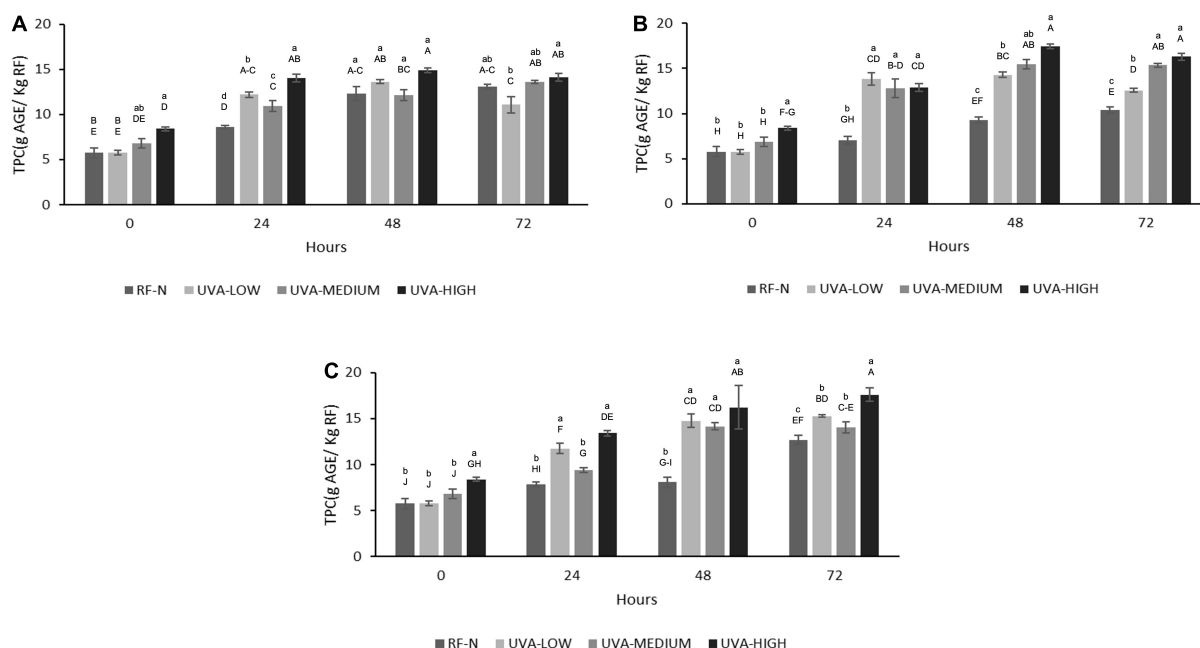 A
TPC(g AGE/ Kg RF)
20
15
10
5
0
B
E
B
E
ab
DE
a
D
d
D
b
A-C
c
C
a
AB
a
A-C
a
AB
a
BC
a
A
ab
A-C
b
C
ab
AB
a
AB
0 24 48 72
Hours
RF-N UVA-LOW UVA-MEDIUM UVA-HIGH
B
TPC(g AGE/ Kg RF)
20
15
10
5
0
b
H
b
H
b
H
a
F-G
b
GH
a
CD
a
B-D
a
CD
c
EF
b
BC
ab
AB
a
A
c
E
b
D
a
AB
a
A
0 24 48 72
Hours
RF-N UVA-LOW UVA-MEDIUM UVA-HIGH
C
TPC(g AGE/ Kg RF)
20
15
10
5
0
b
J
b
J
b
J
a
GH
b
HI
a
F
b
G
a
DE
b
G-I
a
CD
a
CD
a
AB
c
EF
b
BD
b
C-E
a
A
0 24 48 72
Hours
RF-N UVA-LOW UVA-MEDIUM UVA-HIGH